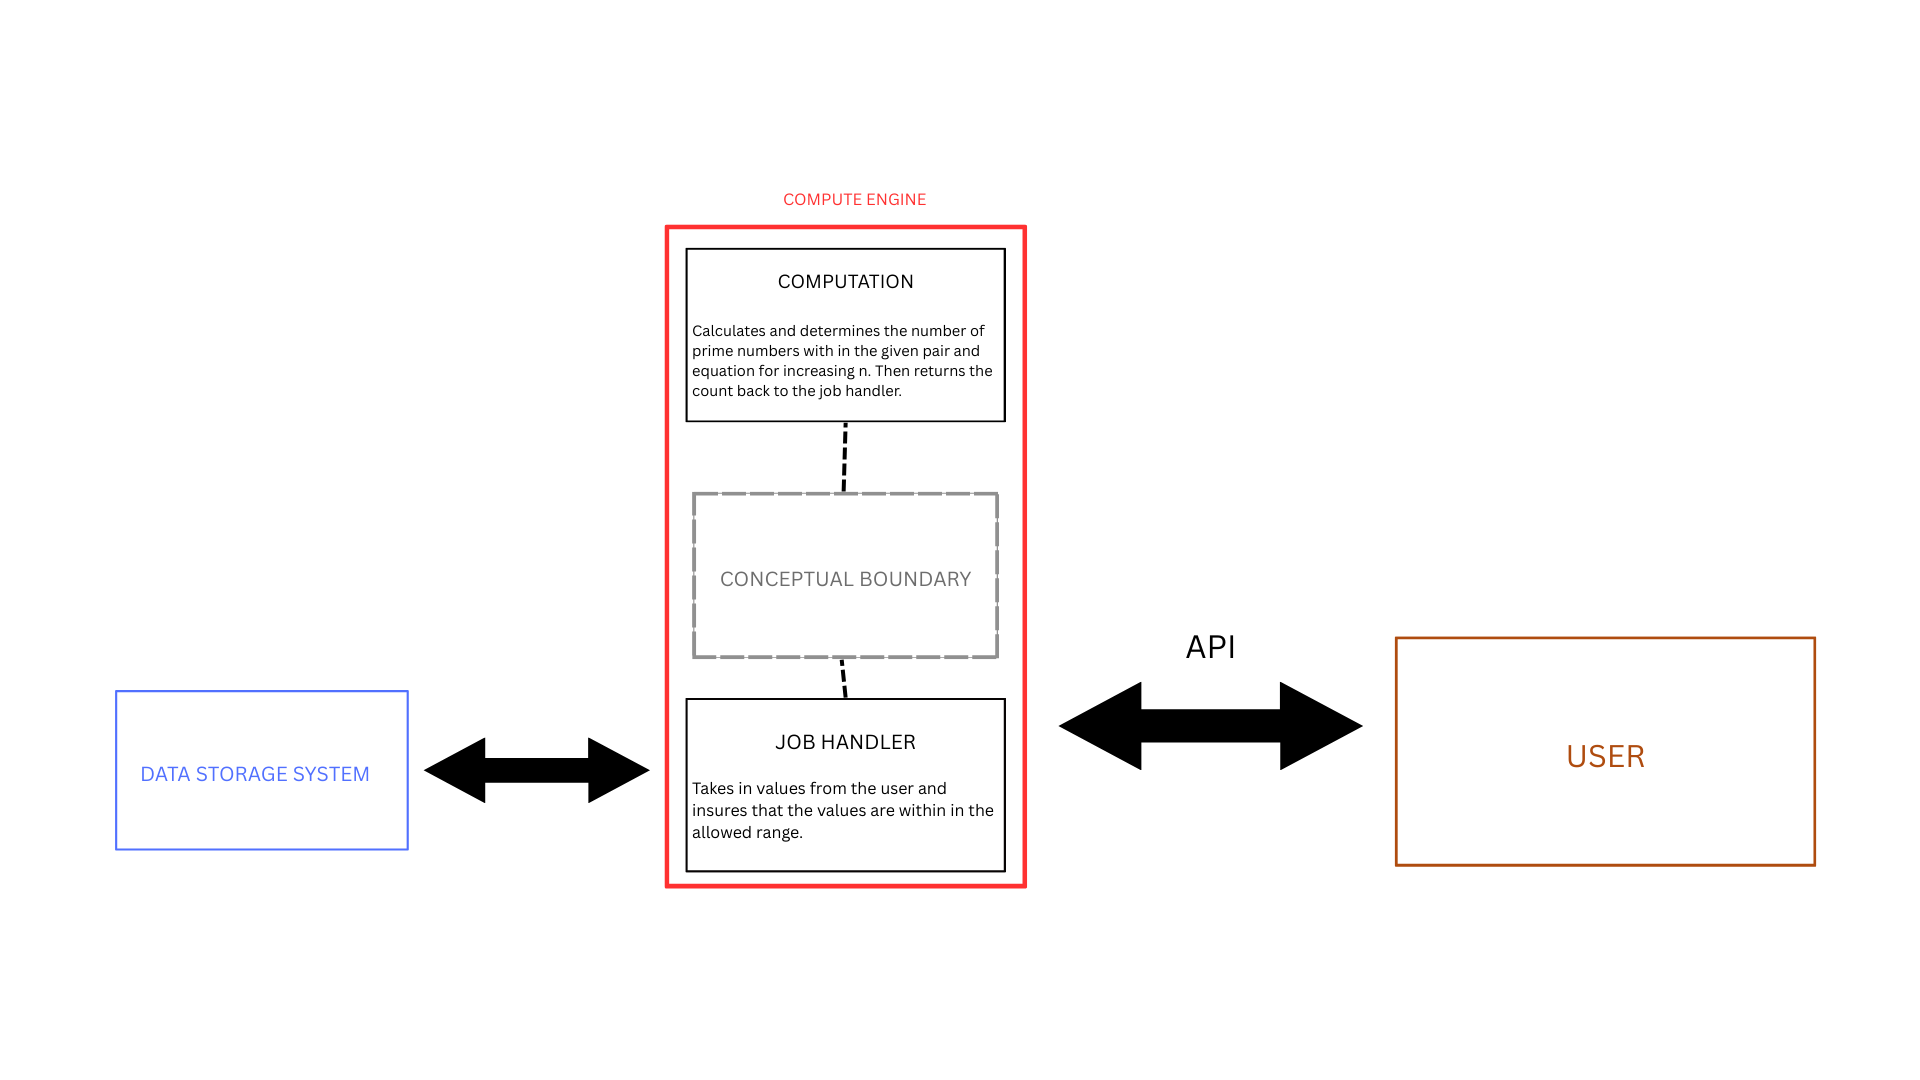 COMPUTE ENGINE
COMPUTATION
Calculates and determines the number of
prime numbers with in the given pair and
equation for increasing n. Then returns the
count back to the job handler.
CONCEPTUAL BOUNDARY
API
JOB HANDLER
Takes in values from the user and
insures that the values are within in the
allowed range.
DATA STORAGE SYSTEM
USER